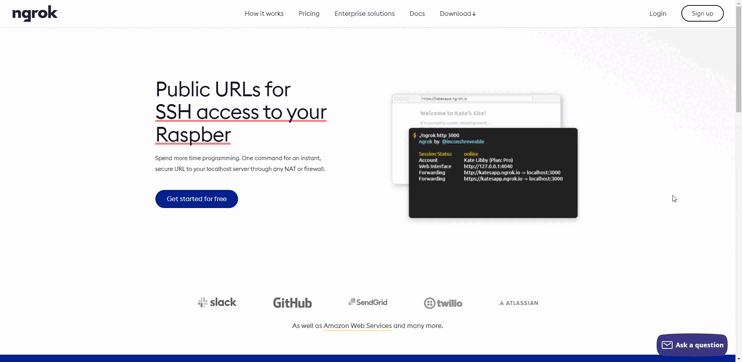 ngrok
How it works Pricing Enterprise solutions Docs Download
Login
Sign up
Public URLs for
SSH access to your
Raspber
Spend more time programming. One command for an instant,
secure URL to your localhost server through any NAT or firewall.
Get started for free
https://katesapp.ngrok.io
Welcome to Kate's Site!
It's currently under development...
$ ./ngrok http 3000
ngrok by @inconshreveable
Session Status online
Account Kate Libby (Plan: Pro)
Web Interface http://127.0.0.1:4040
Forwarding http://katesapp.ngrok.io -> localhost:3000
Forwarding https://katesapp.ngrok.io -> localhost:3000
slack GitHub SendGrid twilio ATLASSIAN
As well as Amazon Web Services and many more.
Ask a question